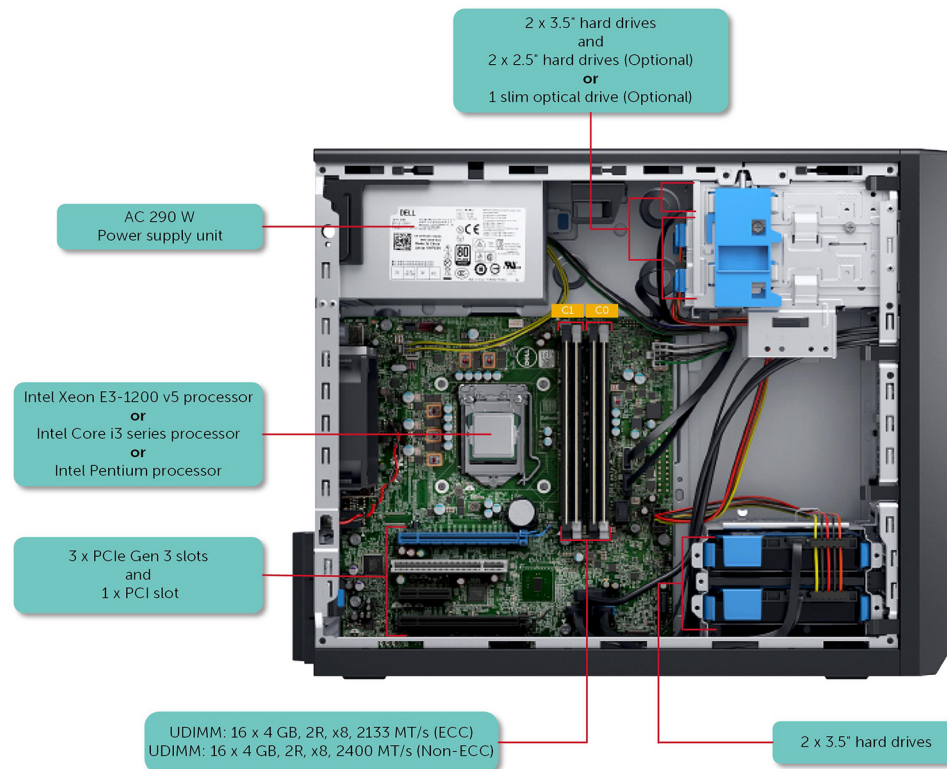 2 x 3.5" hard drives
and
2 x 2.5" hard drives (Optional)
or
1 slim optical drive (Optional)
AC 290 W
Power supply unit
DELL
80
C1
C0
DELL
Intel Xeon E3-1200 v5 processor
or
Intel Core i3 series processor
or
Intel Pentium processor
3 x PCIe Gen 3 slots
and
1 x PCI slot
UDIMM: 16 x 4 GB, 2R, x8, 2133 MT/s (ECC)
UDIMM: 16 x 4 GB, 2R, x8, 2400 MT/s (Non-ECC)
2 x 3.5" hard drives